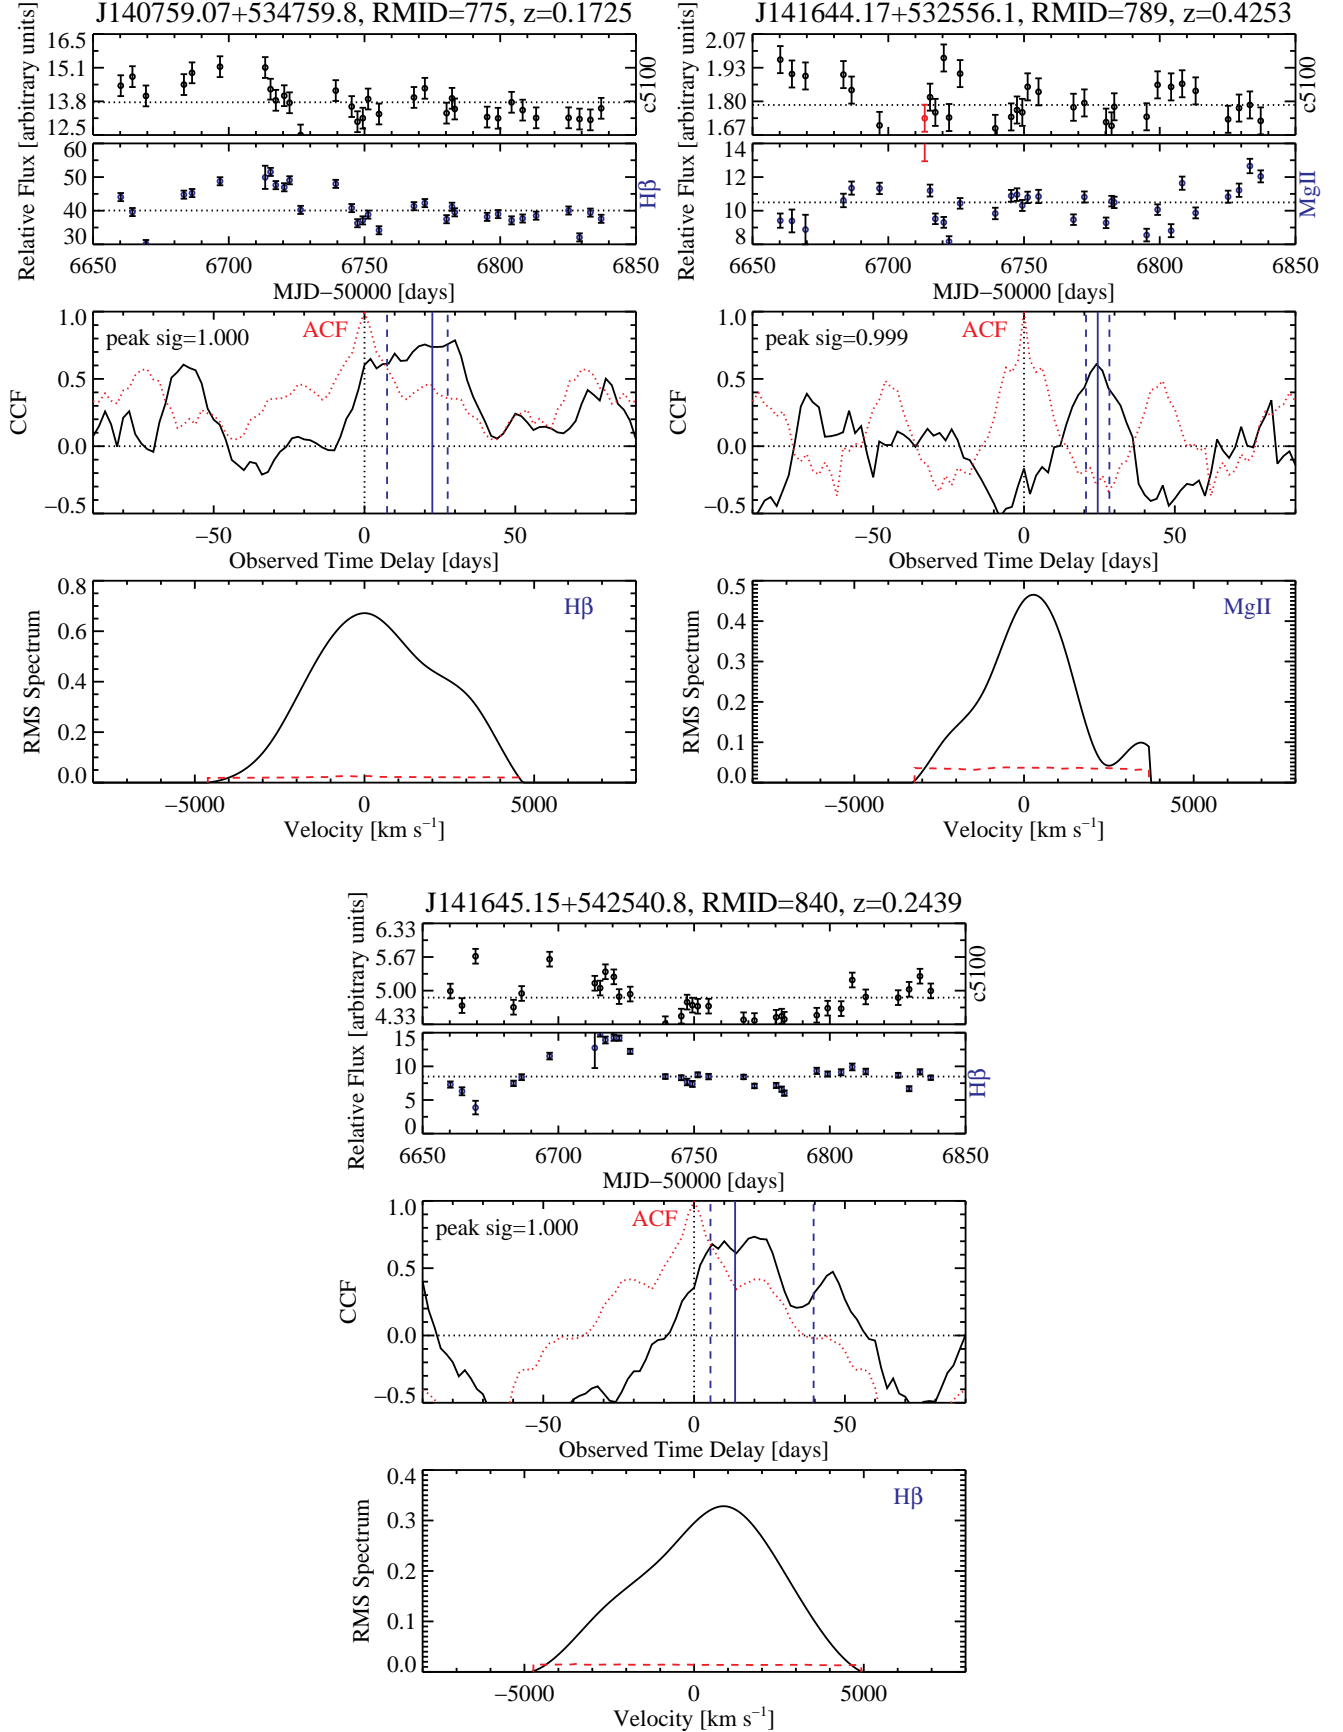 J140759.07+534759.8, RMID=775, z=0.1725
Relative Flux [arbitrary units]
16.5
15.1
13.8
12.5
c5100
60
50
40
30
Hβ
6650 6700 6750 6800 6850
MJD−50000 [days]
CCF
1.0
0.5
0.0
−0.5
peak sig=1.000
ACF
−50 0 50
Observed Time Delay [days]
RMS Spectrum
0.8
0.6
0.4
0.2
0.0
Hβ
−5000 0 5000
Velocity [km s⁻¹]
J141644.17+532556.1, RMID=789, z=0.4253
Relative Flux [arbitrary units]
2.07
1.93
1.80
1.67
c5100
14
12
10
8
MgII
6650 6700 6750 6800 6850
MJD−50000 [days]
CCF
1.0
0.5
0.0
−0.5
peak sig=0.999
ACF
−50 0 50
Observed Time Delay [days]
RMS Spectrum
0.5
0.4
0.3
0.2
0.1
0.0
MgII
−5000 0 5000
Velocity [km s⁻¹]
J141645.15+542540.8, RMID=840, z=0.2439
Relative Flux [arbitrary units]
6.33
5.67
5.00
4.33
c5100
15
10
5
0
Hβ
6650 6700 6750 6800 6850
MJD−50000 [days]
CCF
1.0
0.5
0.0
−0.5
peak sig=1.000
ACF
−50 0 50
Observed Time Delay [days]
RMS Spectrum
0.4
0.3
0.2
0.1
0.0
Hβ
−5000 0 5000
Velocity [km s⁻¹]